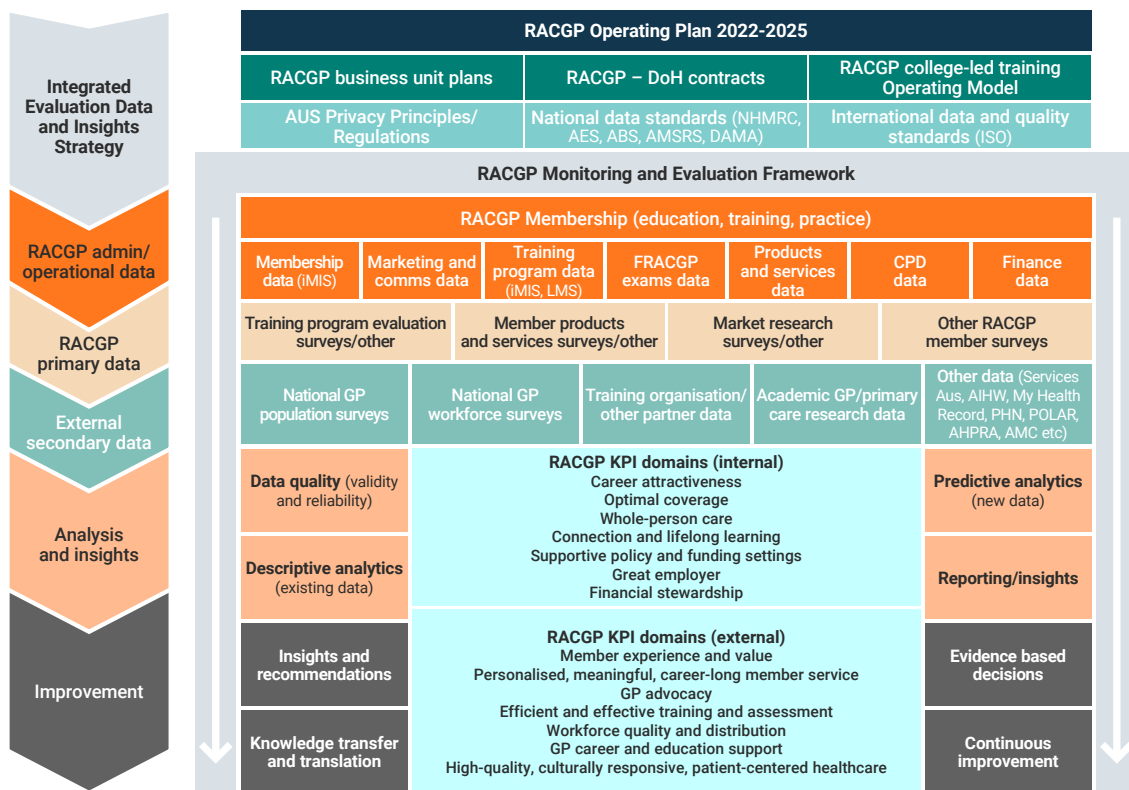 RACGP Operating Plan 2022-2025
Integrated
Evaluation Data
and Insights
Strategy
RACGP business unit plans
RACGP – DoH contracts
RACGP college-led training
Operating Model
AUS Privacy Principles/
Regulations
National data standards (NHMRC,
AES, ABS, AMSRS, DAMA)
International data and quality
standards (ISO)
RACGP Monitoring and Evaluation Framework
RACGP admin/
operational data
RACGP Membership (education, training, practice)
Membership
data (iMIS)
Marketing and
comms data
Training
program data
(iMIS, LMS)
FRACGP
exams data
Products
and services
data
CPD
data
Finance
data
RACGP
primary data
Training program evaluation
surveys/other
Member products
and services surveys/other
Market research
surveys/other
Other RACGP
member surveys
External
secondary data
National GP
population surveys
National GP
workforce surveys
Training organisation/
other partner data
Academic GP/primary
care research data
Other data (Services
Aus, AIHW, My Health
Record, PHN, POLAR,
AHPRA, AMC etc)
Analysis
and insights
Data quality (validity
and reliability)
Descriptive analytics
(existing data)
RACGP KPI domains (internal)
Career attractiveness
Optimal coverage
Whole-person care
Connection and lifelong learning
Supportive policy and funding settings
Great employer
Financial stewardship
Predictive analytics
(new data)
Reporting/insights
Improvement
Insights and
recommendations
Knowledge transfer
and translation
RACGP KPI domains (external)
Member experience and value
Personalised, meaningful, career-long member service
GP advocacy
Efficient and effective training and assessment
Workforce quality and distribution
GP career and education support
High-quality, culturally responsive, patient-centered healthcare
Evidence based
decisions
Continuous
improvement